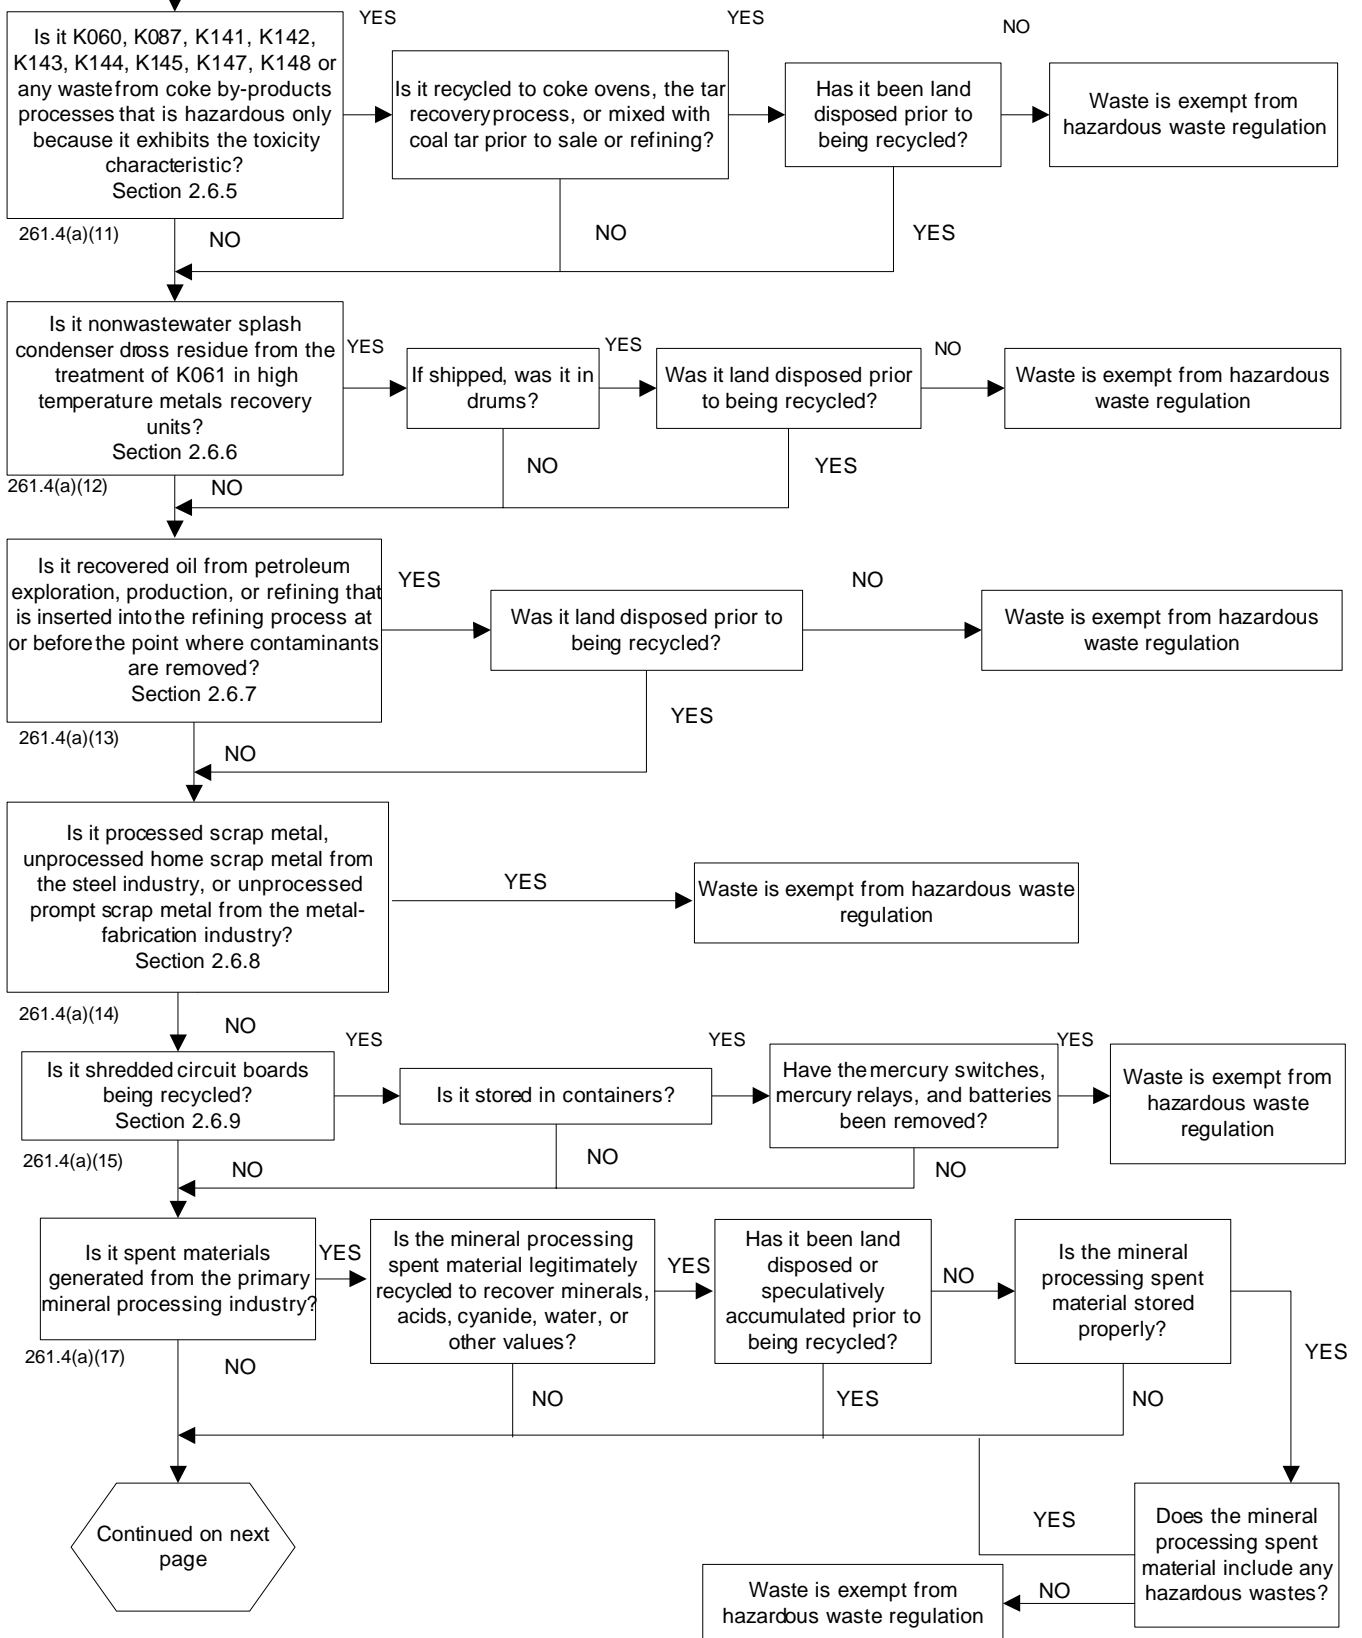 YES
YES
NO
Is it K060, K087, K141, K142,
K143, K144, K145, K147, K148 or
any waste from coke by-products
processes that is hazardous only
because it exhibits the toxicity
characteristic?
Section 2.6.5
Is it recycled to coke ovens, the tar
recovery process, or mixed with
coal tar prior to sale or refining?
Has it been land
disposed prior to
being recycled?
Waste is exempt from
hazardous waste regulation
261.4(a)(11)
NO
NO
YES
Is it nonwastewater splash
condenser dross residue from the
treatment of K061 in high
temperature metals recovery
units?
Section 2.6.6
YES
If shipped, was it in
drums?
YES
Was it land disposed prior
to being recycled?
NO
Waste is exempt from hazardous
waste regulation
261.4(a)(12)
NO
NO
YES
Is it recovered oil from petroleum
exploration, production, or refining that
is inserted into the refining process at
or before the point where contaminants
are removed?
Section 2.6.7
YES
Was it land disposed prior to
being recycled?
NO
Waste is exempt from hazardous
waste regulation
261.4(a)(13)
NO
YES
Is it processed scrap metal,
unprocessed home scrap metal from
the steel industry, or unprocessed
prompt scrap metal from the metal-
fabrication industry?
Section 2.6.8
YES
Waste is exempt from hazardous waste
regulation
261.4(a)(14)
NO
Is it shredded circuit boards
being recycled?
Section 2.6.9
YES
Is it stored in containers?
YES
Have the mercury switches,
mercury relays, and batteries
been removed?
YES
Waste is exempt from
hazardous waste
regulation
261.4(a)(15)
NO
NO
NO
Is it spent materials
generated from the primary
mineral processing industry?
YES
Is the mineral processing
spent material legitimately
recycled to recover minerals,
acids, cyanide, water, or
other values?
YES
Has it been land
disposed or
speculatively
accumulated prior to
being recycled?
NO
Is the mineral
processing spent
material stored
properly?
YES
261.4(a)(17)
NO
NO
YES
NO
Continued on next
page
YES
Does the mineral
processing spent
material include any
hazardous wastes?
NO
Waste is exempt from
hazardous waste regulation